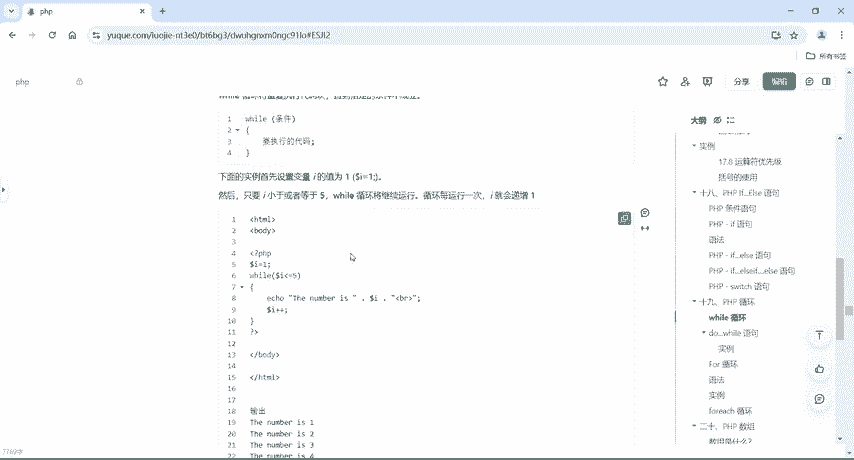 php
yuque.com/luojie-nt3e0/bt6bg3/dwuhgnxm0ngc91lo#ESJl2
所有书签
php
分享
编辑
1 while (条件)
2 {
3 要执行的代码;
4 }
下面的实例首先设置变量 i 的值为 1 ($i=1;)。
然后，只要 i 小于或者等于 5，while 循环将继续运行。循环每运行一次，i 就会递增 1
1 <html>
2 <body>
3
4 <?php
5 $i=1;
6 while($i<=5)
7 {
8 echo "The number is " . $i . "<br>";
9 $i++;
10 }
11 ?>
12
13 </body>
14
15 </html>
16
17
18 输出
19 The number is 1
20 The number is 2
21 The number is 3
22 The number is 4
大纲
实例
17.8 运算符优先级
括号的使用
十八、PHP If...Else 语句
PHP 条件语句
PHP - if 语句
语法
PHP - if...else 语句
PHP - if...elseif...else 语句
PHP - switch 语句
十九、PHP 循环
while 循环
do...while 语句
实例
For 循环
语法
实例
foreach 循环
二十、PHP 数组
数组是什么?